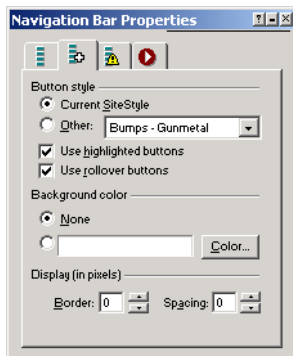 Navigation Bar Properties
Button style
Current SiteStyle
Other: Bumps - Gunmetal
Use highlighted buttons
Use rollover buttons
Background color
None
Color...
Display (in pixels)
Border: 0 Spacing: 0